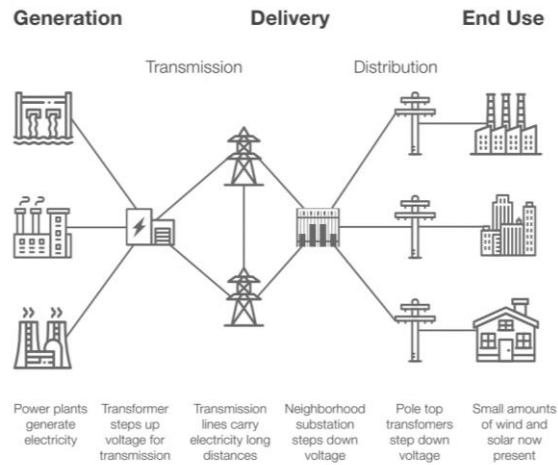 Generation
Delivery
End Use
Transmission
Distribution
Power plants
generate
electricity
Transformer
steps up
voltage for
transmission
Transmission
lines carry
electricity long
distances
Neighborhood
substation
steps down
voltage
Pole top
transfomers
step down
voltage
Small amounts
of wind and
solar now
present